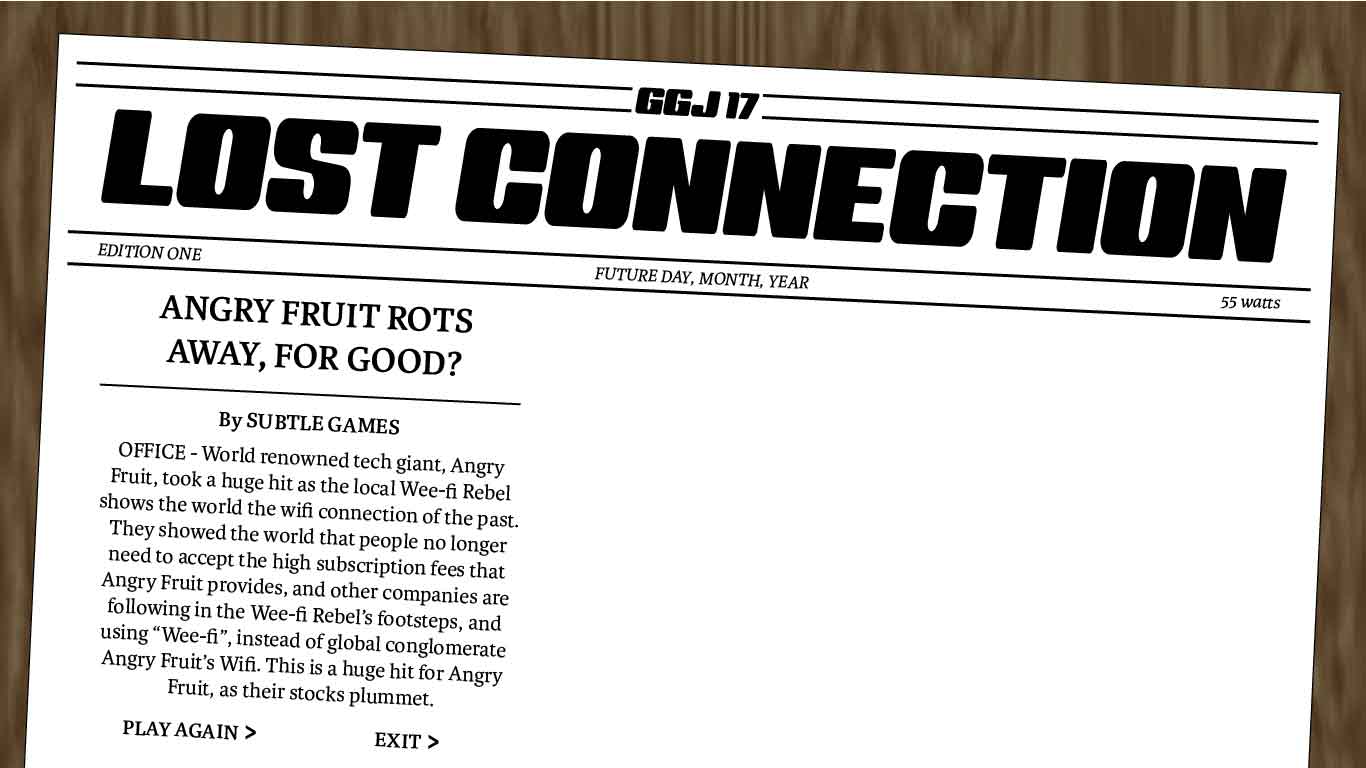 GGJ 17
LOST CONNECTION
EDITION ONE
FUTURE DAY, MONTH, YEAR
55 watts
ANGRY FRUIT ROTS
AWAY, FOR GOOD?
By SUBTLE GAMES
OFFICE - World renowned tech giant, Angry
Fruit, took a huge hit as the local Wee-fi Rebel
shows the world the wifi connection of the past.
They showed the world that people no longer
need to accept the high subscription fees that
Angry Fruit provides, and other companies are
following in the Wee-fi Rebel’s footsteps, and
using “Wee-fi”, instead of global conglomerate
Angry Fruit’s Wifi. This is a huge hit for Angry
Fruit, as their stocks plummet.
PLAY AGAIN >
EXIT >